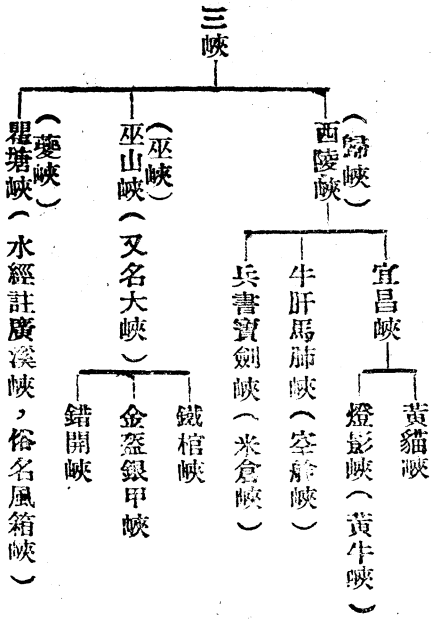 三峽
西陵峽
(歸峽)
宜昌峽
黃貓峽
燈影峽(黃牛峽)
牛肝馬肺峽(空舲峽)
兵書寶劍峽(米倉峽)
巫山峽(又名大峽)
(巫峽)
鐵棺峽
金盔銀甲峽
錯開峽
瞿塘峽(水經註廣溪峽，俗名風箱峽)
(夔峽)